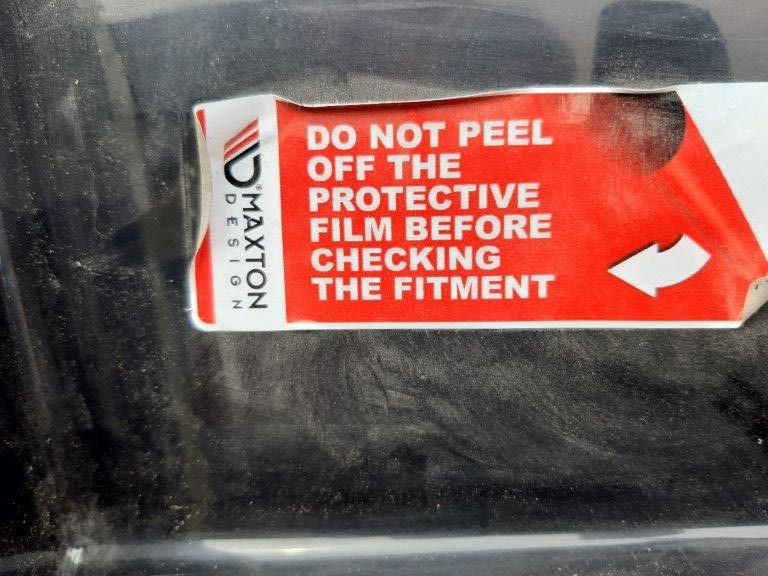 MAXTON®
DESIGN
DO NOT PEEL
OFF THE
PROTECTIVE
FILM BEFORE
CHECKING
THE FITMENT